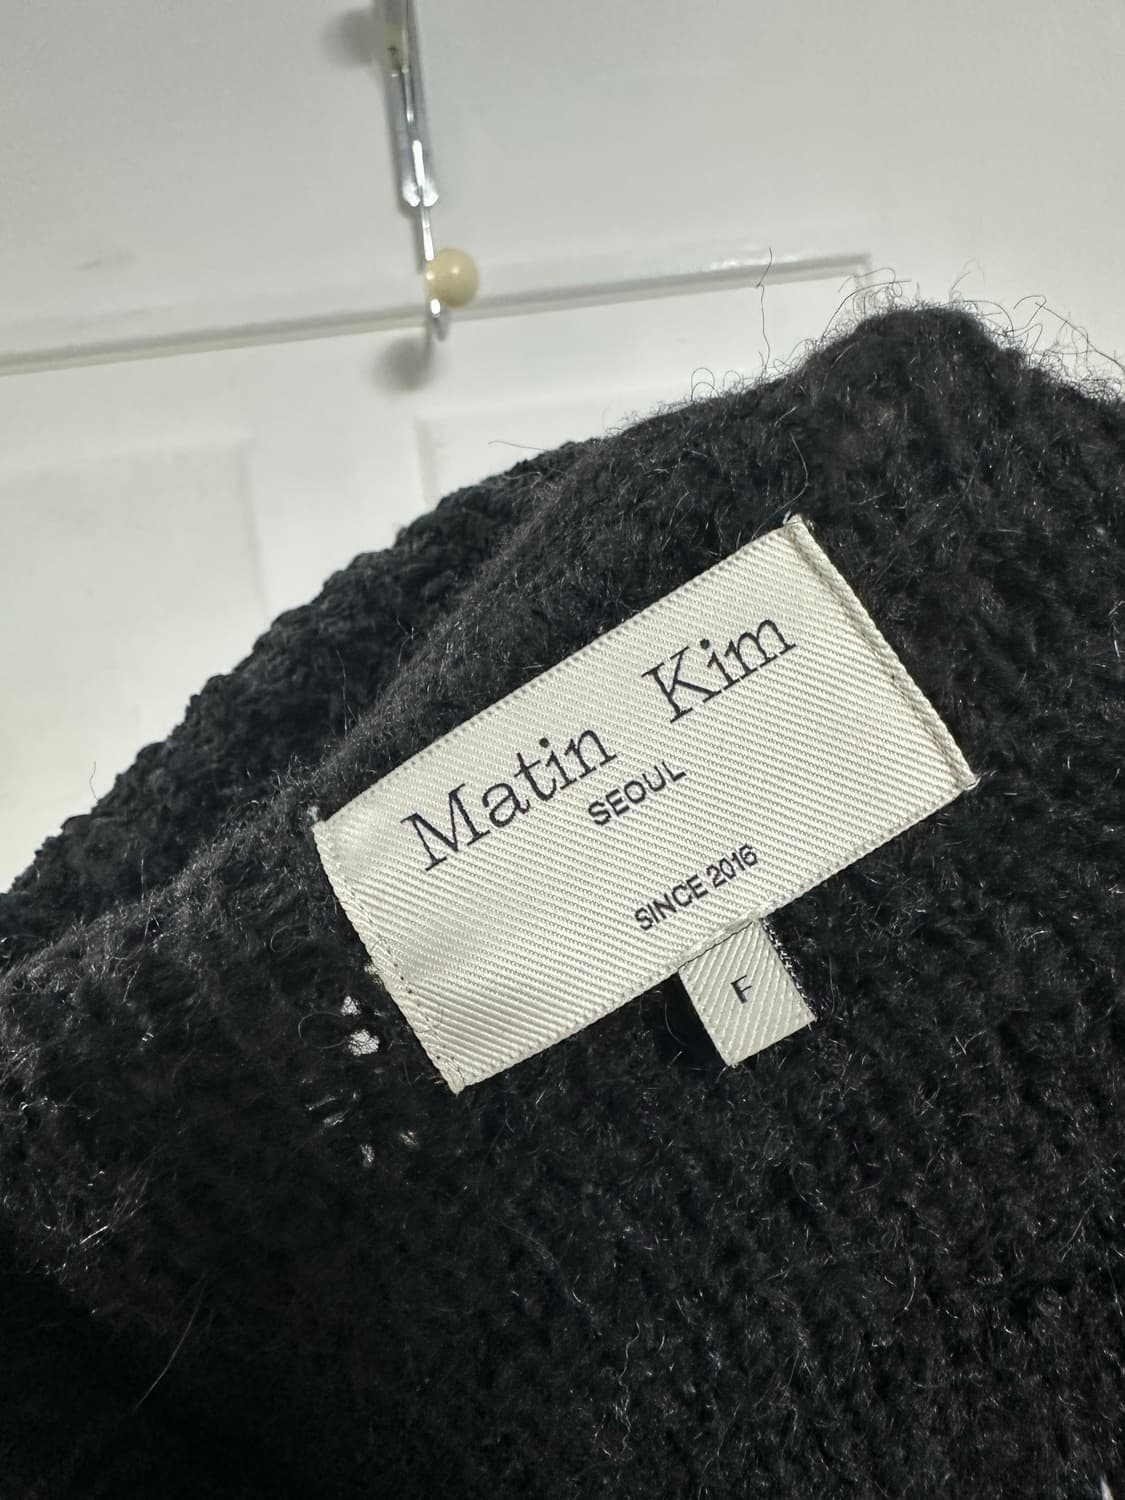 Matin Kim
SEOUL
SINCE 2016
F